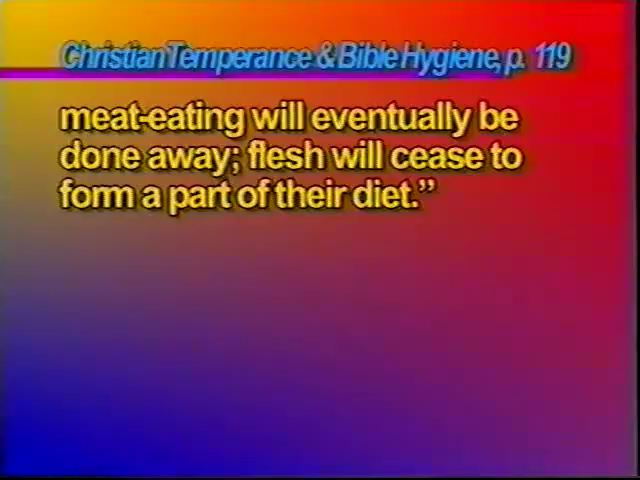 Christian Temperance & Bible Hygiene, p. 119
meat-eating will eventually be
done away; flesh will cease to
form a part of their diet.”